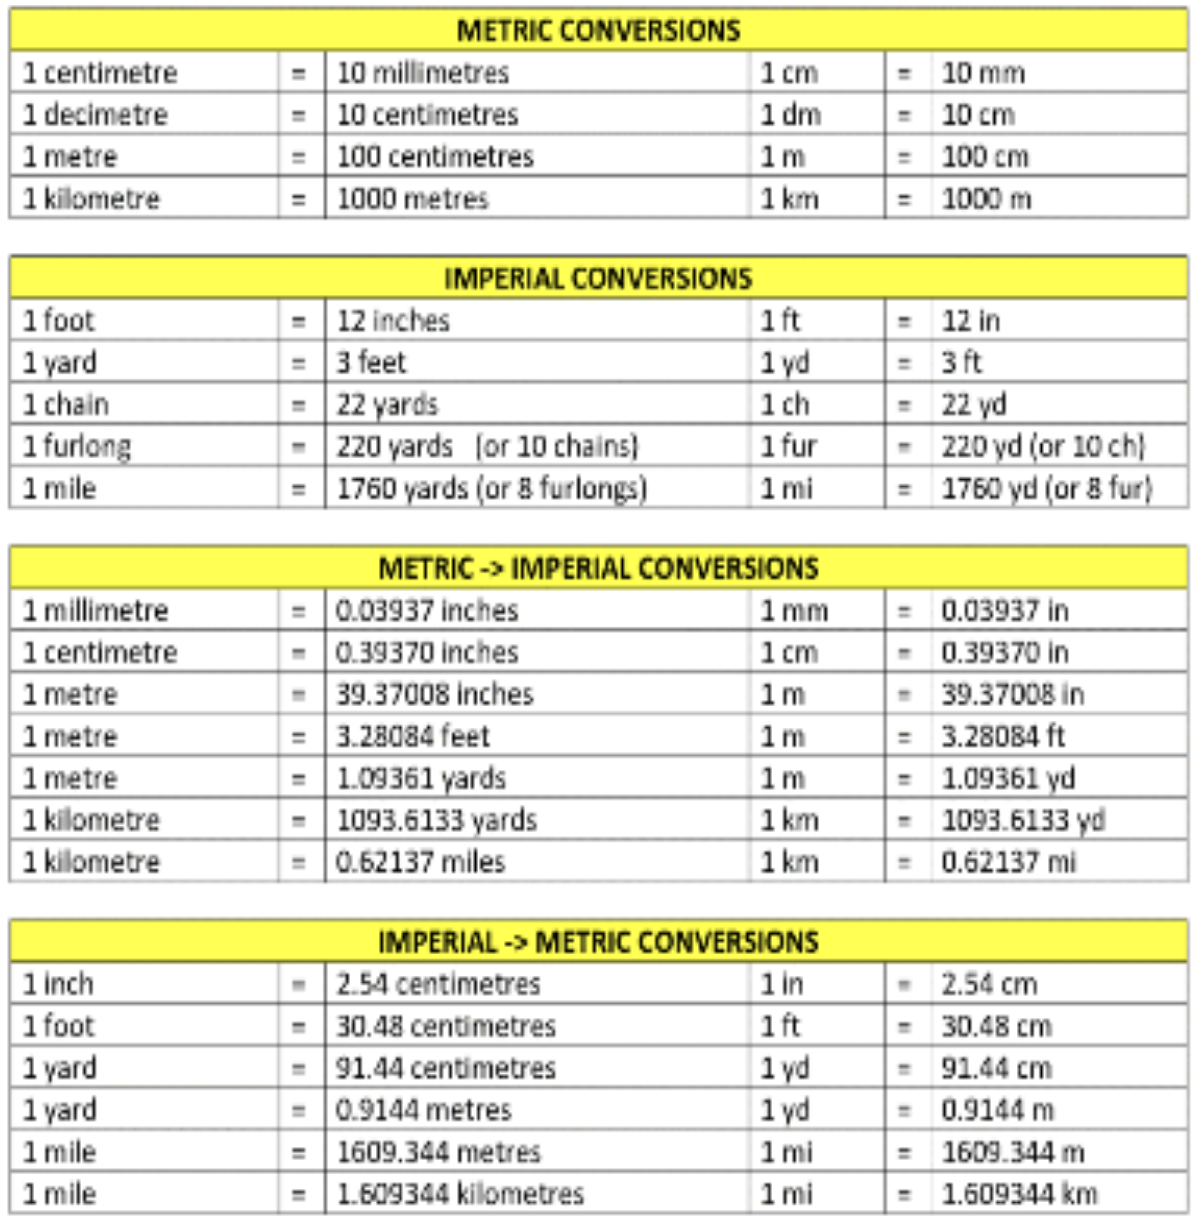 METRIC CONVERSIONS
1 centimetre = 10 millimetres 1 cm = 10 mm
1 decimetre = 10 centimetres 1 dm = 10 cm
1 metre = 100 centimetres 1 m = 100 cm
1 kilometre = 1000 metres 1 km = 1000 m
IMPERIAL CONVERSIONS
1 foot = 12 inches 1 ft = 12 in
1 yard = 3 feet 1 yd = 3 ft
1 chain = 22 yards 1 ch = 22 yd
1 furlong = 220 yards (or 10 chains) 1 fur = 220 yd (or 10 ch)
1 mile = 1760 yards (or 8 furlongs) 1 mi = 1760 yd (or 8 fur)
METRIC -> IMPERIAL CONVERSIONS
1 millimetre = 0.03937 inches 1 mm = 0.03937 in
1 centimetre = 0.39370 inches 1 cm = 0.39370 in
1 metre = 39.37008 inches 1 m = 39.37008 in
1 metre = 3.28084 feet 1 m = 3.28084 ft
1 metre = 1.09361 yards 1 m = 1.09361 yd
1 kilometre = 1093.6133 yards 1 km = 1093.6133 yd
1 kilometre = 0.62137 miles 1 km = 0.62137 mi
IMPERIAL -> METRIC CONVERSIONS
1 inch = 2.54 centimetres 1 in = 2.54 cm
1 foot = 30.48 centimetres 1 ft = 30.48 cm
1 yard = 91.44 centimetres 1 yd = 91.44 cm
1 yard = 0.9144 metres 1 yd = 0.9144 m
1 mile = 1609.344 metres 1 mi = 1609.344 m
1 mile = 1.609344 kilometres 1 mi = 1.609344 km